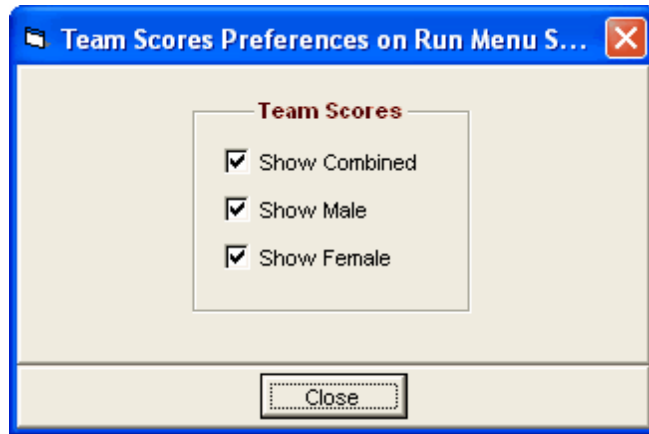 Team Scores Preferences on Run Menu S...
Team Scores
Show Combined
Show Male
Show Female
Close